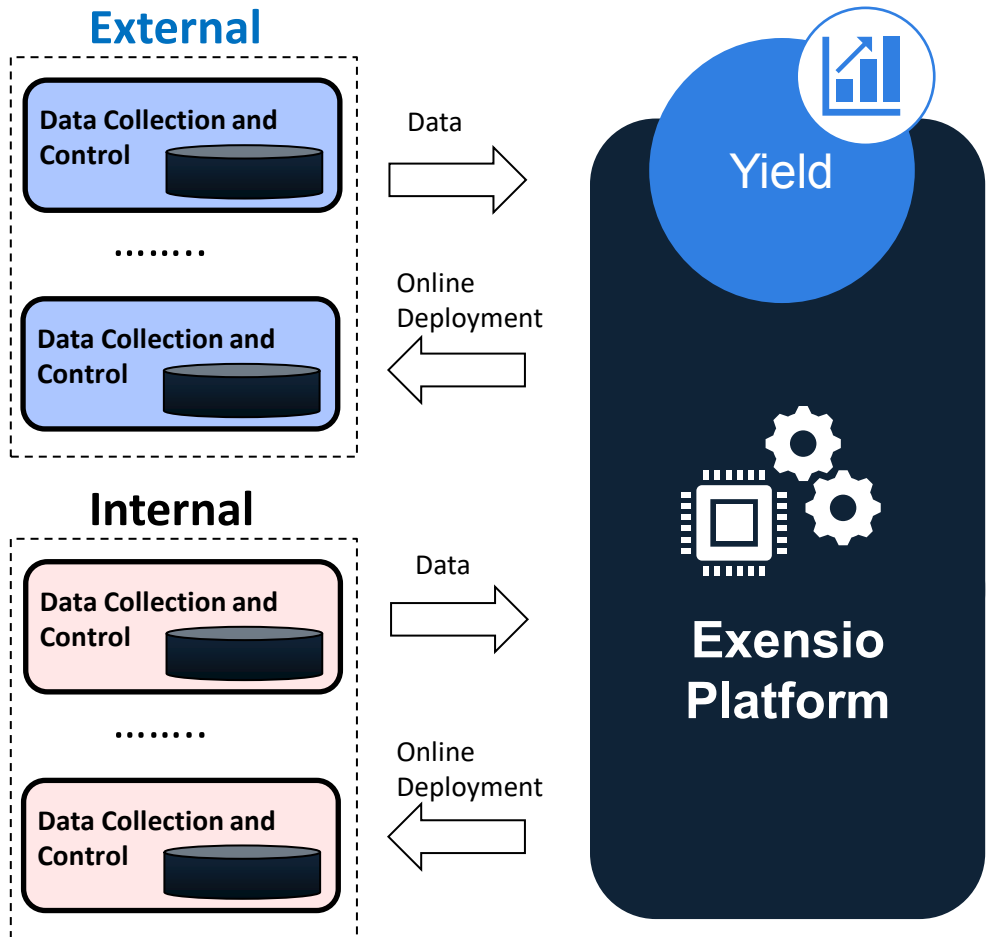 External
Data Collection and
Control
........
Data Collection and
Control
Internal
Data Collection and
Control
........
Data Collection and
Control
Data
Online
Deployment
Data
Online
Deployment
Yield
Exensio
Platform